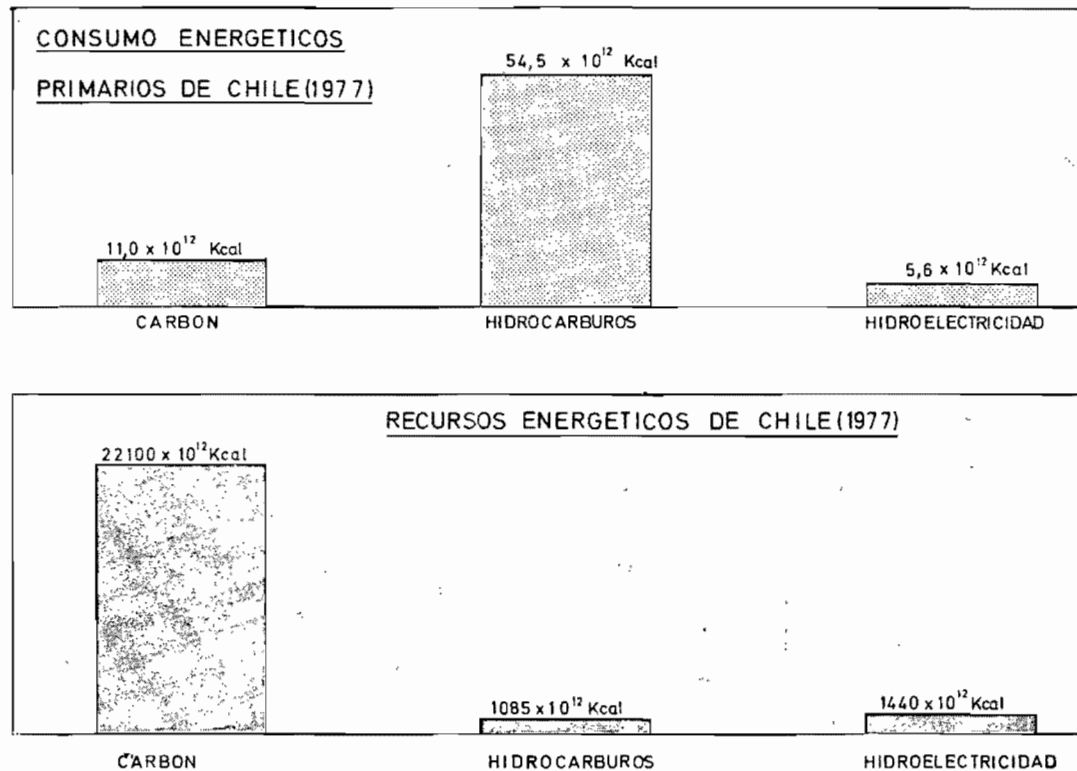 CONSUMO ENERGETICOS
PRIMARIOS DE CHILE (1977)
54,5 x 10¹² Kcal
11,0 x 10¹² Kcal
5,6 x 10¹² Kcal
CARBON HIDROCARBUROS HIDROELECTRICIDAD
RECURSOS ENERGETICOS DE CHILE (1977)
22100 x 10¹² Kcal
1085 x 10¹² Kcal
1440 x 10¹² Kcal
CARBON HIDROCARBUROS HIDROELECTRICIDAD